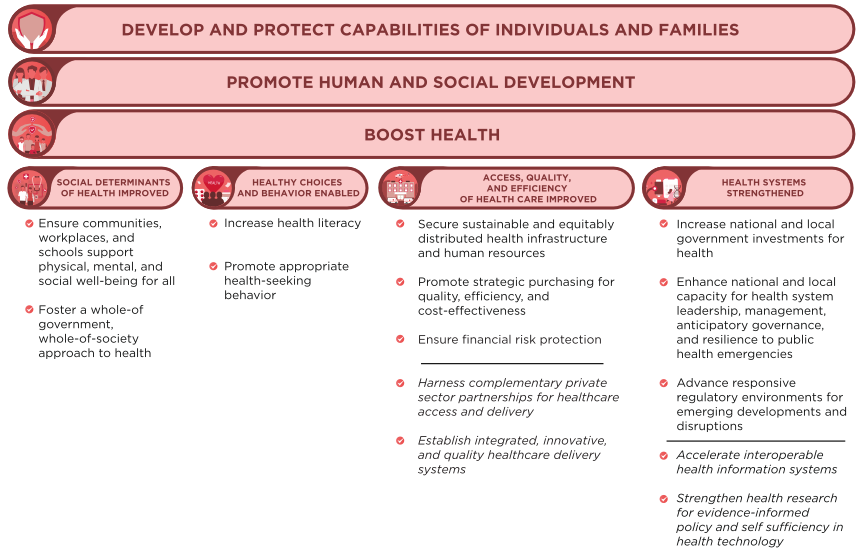 DEVELOP AND PROTECT CAPABILITIES OF INDIVIDUALS AND FAMILIES
PROMOTE HUMAN AND SOCIAL DEVELOPMENT
BOOST HEALTH
SOCIAL DETERMINANTS
OF HEALTH IMPROVED
Ensure communities,
workplaces, and
schools support
physical, mental, and
social well-being for all
Foster a whole-of
government,
whole-of-society
approach to health
HEALTHY CHOICES
AND BEHAVIOR ENABLED
Increase health literacy
Promote appropriate
health-seeking
behavior
ACCESS, QUALITY,
AND EFFICIENCY
OF HEALTH CARE IMPROVED
Secure sustainable and equitably
distributed health infrastructure
and human resources
Promote strategic purchasing for
quality, efficiency, and
cost-effectiveness
Ensure financial risk protection
Harness complementary private
sector partnerships for healthcare
access and delivery
Establish integrated, innovative,
and quality healthcare delivery
systems
HEALTH SYSTEMS
STRENGTHENED
Increase national and local
government investments for
health
Enhance national and local
capacity for health system
leadership, management,
anticipatory governance,
and resilience to public
health emergencies
Advance responsive
regulatory environments for
emerging developments and
disruptions
Accelerate interoperable
health information systems
Strengthen health research
for evidence-informed
policy and self sufficiency in
health technology